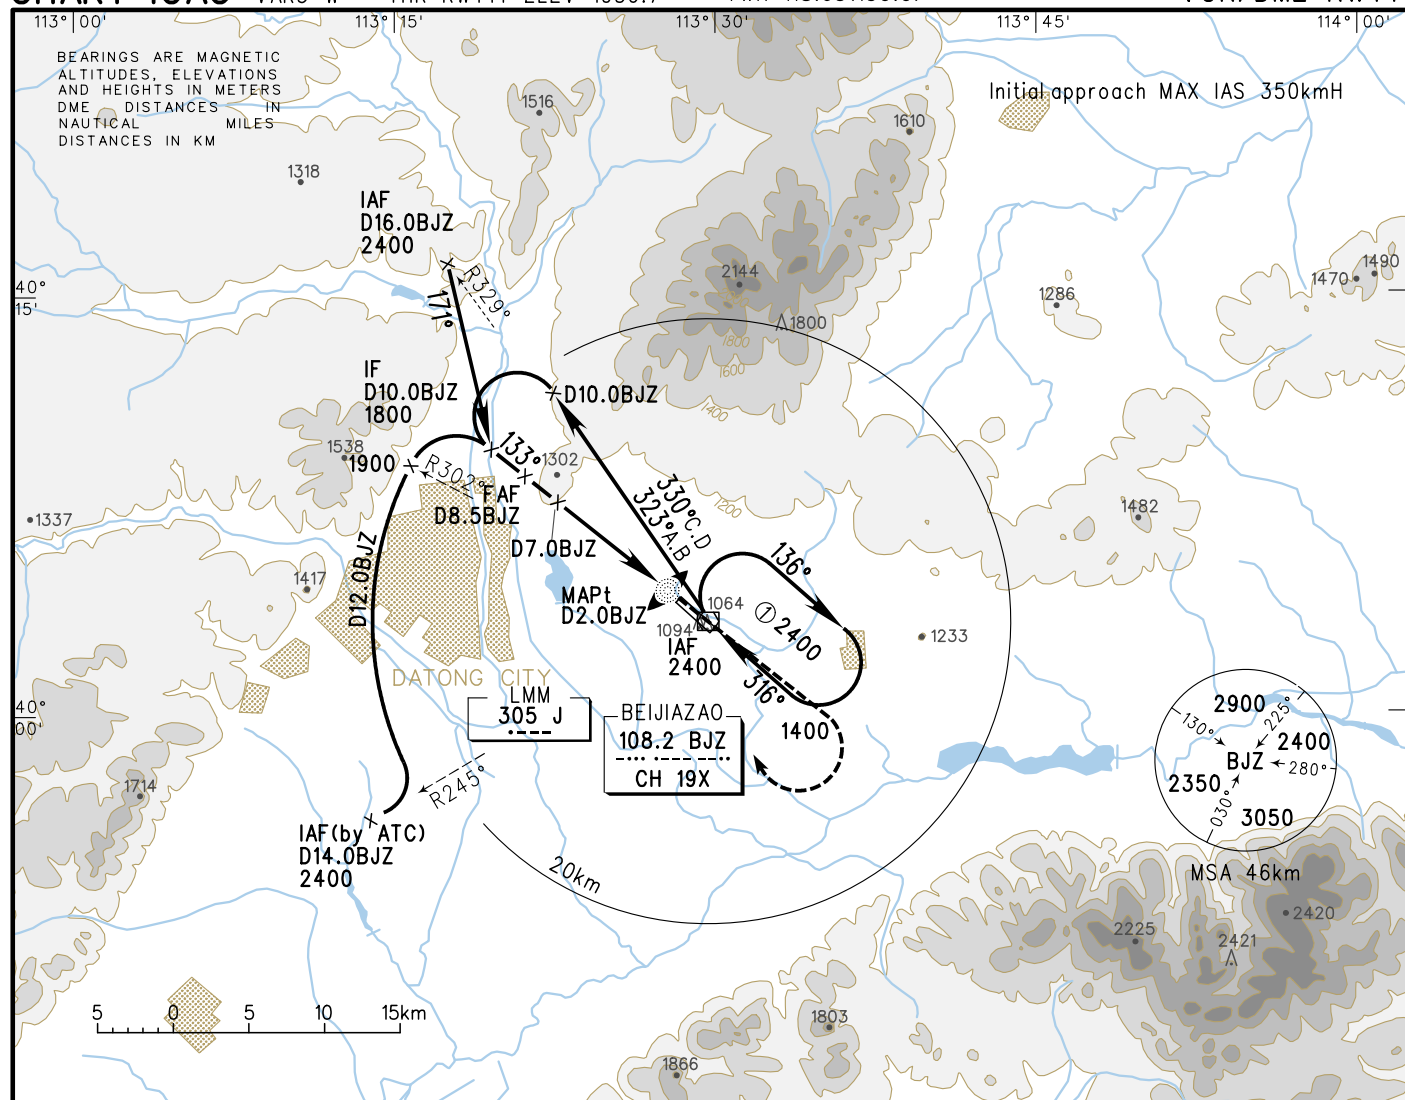 113°00'
113°15'
113°30'
113°45'
114°00'
BEARINGS ARE MAGNETIC
ALTITUDES, ELEVATIONS
AND HEIGHTS IN METERS
DME DISTANCES IN
NAUTICAL MILES
DISTANCES IN KM
Initial approach MAX IAS 350kmH
1516
1610
1318
IAF
D16.0BJZ
2400
R329°
171°
40°
15'
2144
1800
1490
1470
1286
1800
1600
1400
IF
D10.0BJZ
1800
D10.0BJZ
1538
1900
R302°
133°
1302
FAF
D8.5BJZ
330°C.D
323°A.B
1200
1482
1337
D7.0BJZ
136°
D12.0BJZ
1417
MAPt
D2.0BJZ
1064
1094
① 2400
1233
IAF
2400
316°
DATONG CITY
LMM
305 J
BEIJIAZAO
108.2 BJZ
CH 19X
1400
40°
00'
R245°
1714
IAF(by ATC)
D14.0BJZ
2400
20km
2900
130°
225°
2400
BJZ
280°
2350
030°
3050
MSA 46km
2420
2225
2421
5 0 5 10 15km
1803
1866